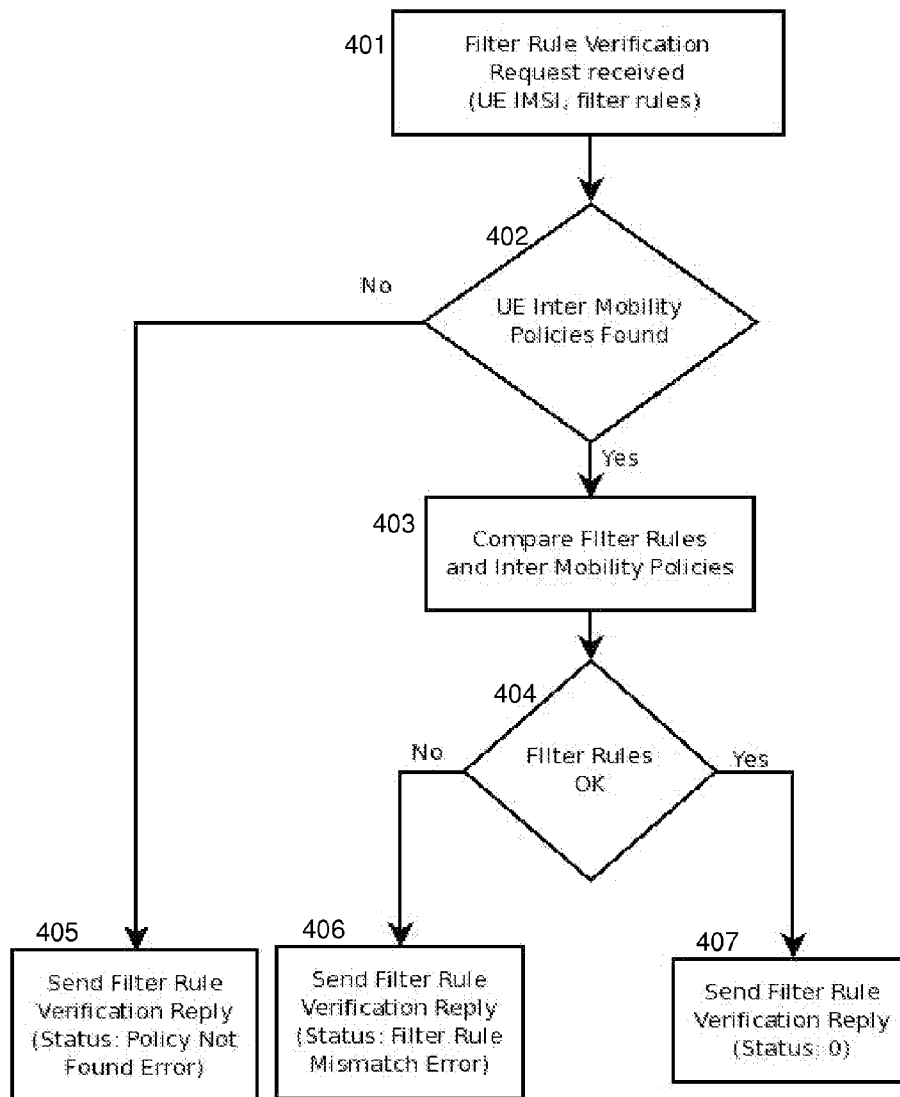 401
Filter Rule Verification
Request received
(UE IMSI, filter rules)
402
No
UE Inter Mobility
Policies Found
Yes
403
Compare Filter Rules
and Inter Mobility Policies
404
No
Filter Rules
OK
Yes
405
Send Filter Rule
Verification Reply
(Status: Policy Not
Found Error)
406
Send Filter Rule
Verification Reply
(Status: Filter Rule
Mismatch Error)
407
Send Filter Rule
Verification Reply
(Status: 0)